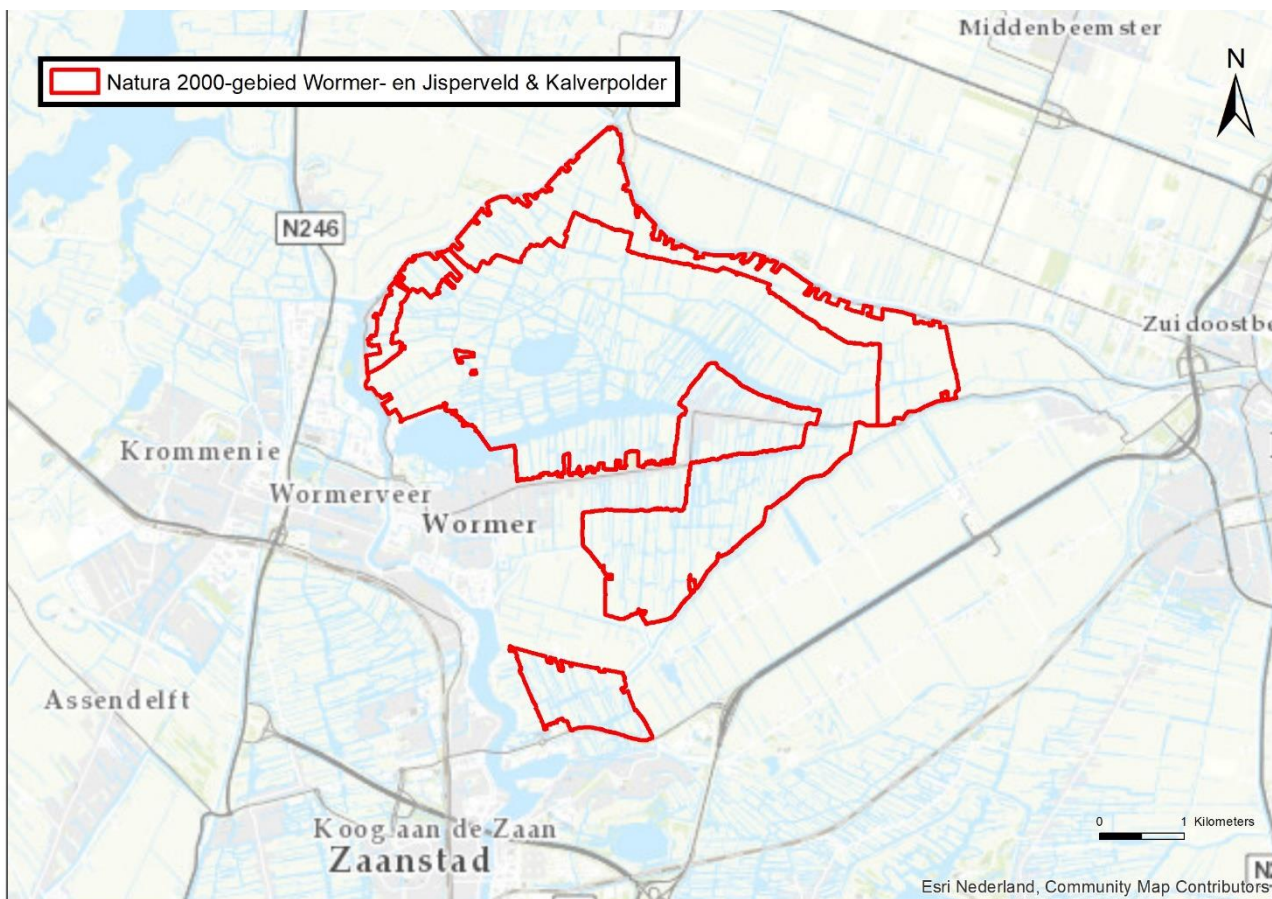 Middenbeemster
Natura 2000-gebied Wormer- en Jisperveld & Kalverpolder
N
N246
Zuidoostbe
Krommenie
Wormerveer
Wormer
Assendelft
Koog aan de Zaan
Zaanstad
0 1 Kilometers
Esri Nederland, Community Map Contributors